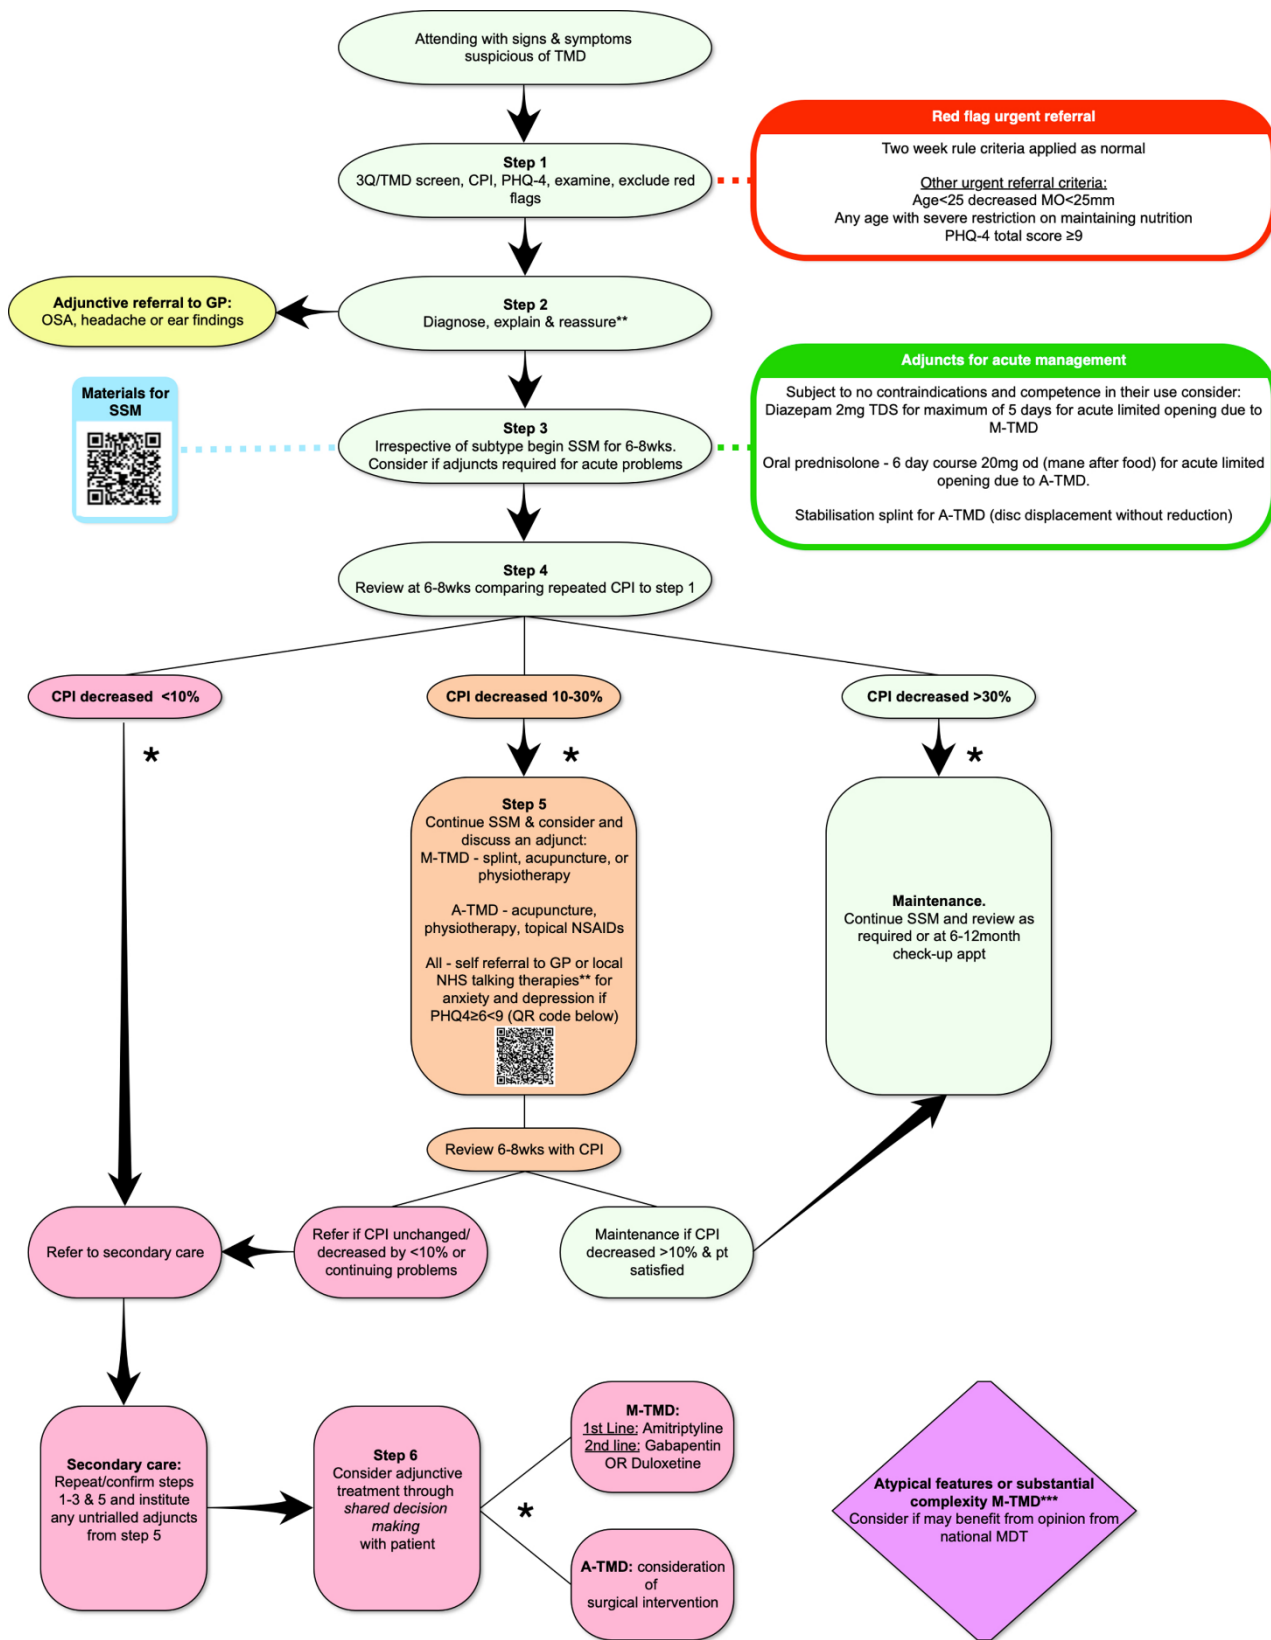 Attending with signs & symptoms
suspicious of TMD
Step 1
3Q/TMD screen, CPI, PHQ-4, examine, exclude red
flags
Red flag urgent referral
Two week rule criteria applied as normal
Other urgent referral criteria:
Age<25 decreased MO<25mm
Any age with severe restriction on maintaining nutrition
PHQ-4 total score ≥9
Adjunctive referral to GP:
OSA, headache or ear findings
Step 2
Diagnose, explain & reassure**
Materials for
SSM
Step 3
Irrespective of subtype begin SSM for 6-8wks.
Consider if adjuncts required for acute problems
Adjuncts for acute management
Subject to no contraindications and competence in their use consider:
Diazepam 2mg TDS for maximum of 5 days for acute limited opening due to
M-TMD
Oral prednisolone - 6 day course 20mg od (mane after food) for acute limited
opening due to A-TMD.
Stabilisation splint for A-TMD (disc displacement without reduction)
Step 4
Review at 6-8wks comparing repeated CPI to step 1
CPI decreased <10%
CPI decreased 10-30%
CPI decreased >30%
*
*
*
Step 5
Continue SSM & consider and
discuss an adjunct:
M-TMD - splint, acupuncture, or
physiotherapy
A-TMD - acupuncture,
physiotherapy, topical NSAIDs
All - self referral to GP or local
NHS talking therapies** for
anxiety and depression if
PHQ4≥6<9 (QR code below)
Maintenance.
Continue SSM and review as
required or at 6-12month
check-up appt
Review 6-8wks with CPI
Refer to secondary care
Refer if CPI unchanged/
decreased by <10% or
continuing problems
Maintenance if CPI
decreased >10% & pt
satisfied
Secondary care:
Repeat/confirm steps
1-3 & 5 and institute
any untrialled adjuncts
from step 5
Step 6
Consider adjunctive
treatment through
shared decision
making
with patient
*
M-TMD:
1st Line: Amitriptyline
2nd line: Gabapentin
OR Duloxetine
A-TMD: consideration
of
surgical intervention
Atypical features or substantial
complexity M-TMD***
Consider if may benefit from opinion from
national MDT